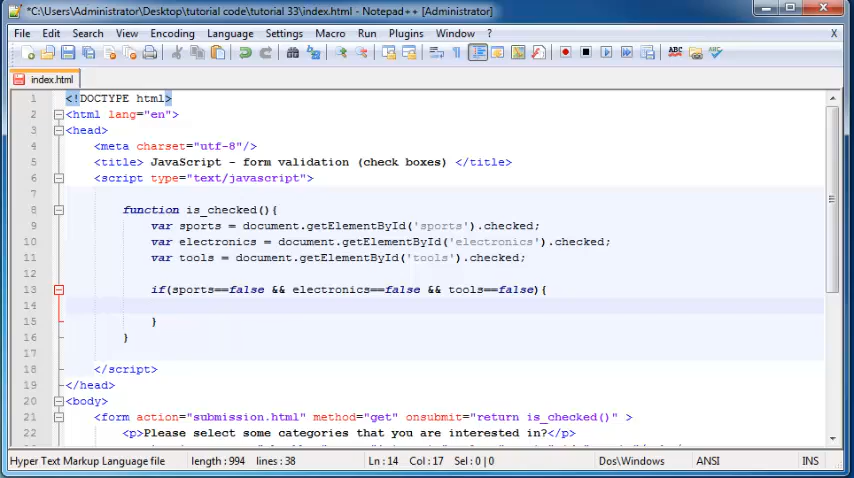 *C:\Users\Administrator\Desktop\tutorial code\tutorial 33\index.html - Notepad++ [Administrator]
File Edit Search View Encoding Language Settings Macro Run Plugins Window ? X
index.html
1 <!DOCTYPE html>
2 <html lang="en">
3 <head>
4 <meta charset="utf-8"/>
5 <title> JavaScript - form validation (check boxes) </title>
6 <script type="text/javascript">
7
8 function is_checked(){
9 var sports = document.getElementById('sports').checked;
10 var electronics = document.getElementById('electronics').checked;
11 var tools = document.getElementById('tools').checked;
12
13 if(sports==false && electronics==false && tools==false){
14
15 }
16 }
17
18 </script>
19 </head>
20 <body>
21 <form action="submission.html" method="get" onsubmit="return is_checked()" >
22 <p>Please select some categories that you are interested in?</p>
Hyper Text Markup Language file length : 994 lines : 38 Ln : 14 Col : 17 Sel : 0 | 0 Dos\Windows ANSI INS